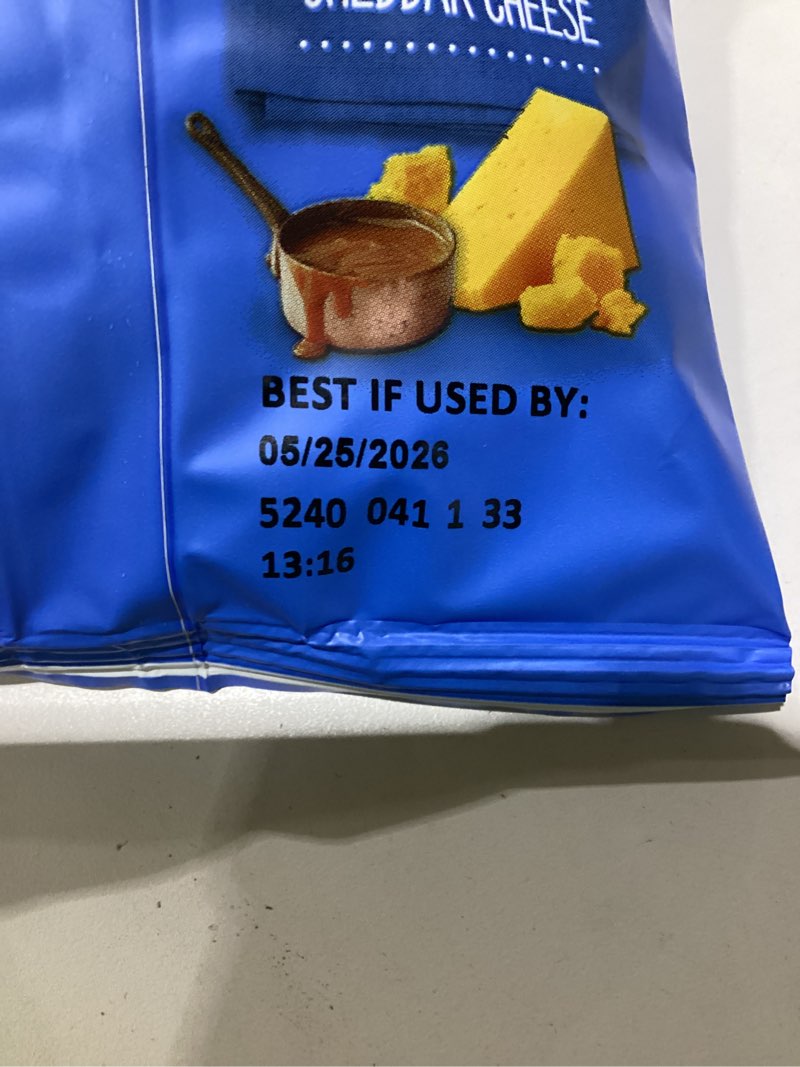 CHEDDAR CHEESE
BEST IF USED BY:
05/25/2026
5240 041 1 33
13:16